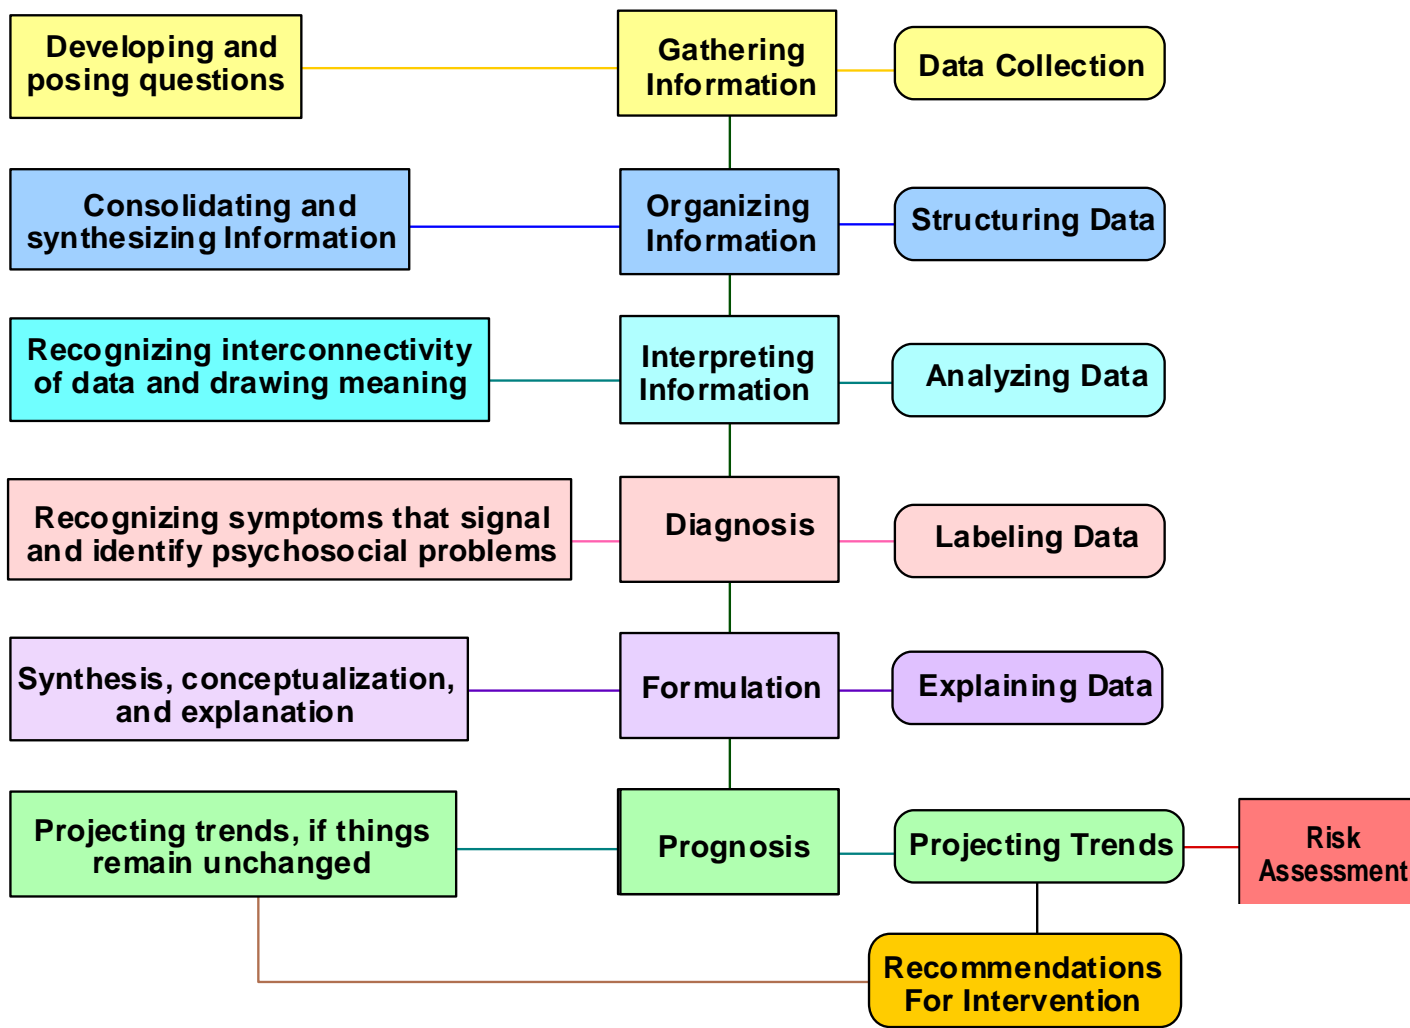 Developing and
posing questions
Gathering
Information
Data Collection
Consolidating and
synthesizing Information
Organizing
Information
Structuring Data
Recognizing interconnectivity
of data and drawing meaning
Interpreting
Information
Analyzing Data
Recognizing symptoms that signal
and identify psychosocial problems
Diagnosis
Labeling Data
Synthesis, conceptualization,
and explanation
Formulation
Explaining Data
Projecting trends, if things
remain unchanged
Prognosis
Projecting Trends
Risk
Assessment
Recommendations
For Intervention